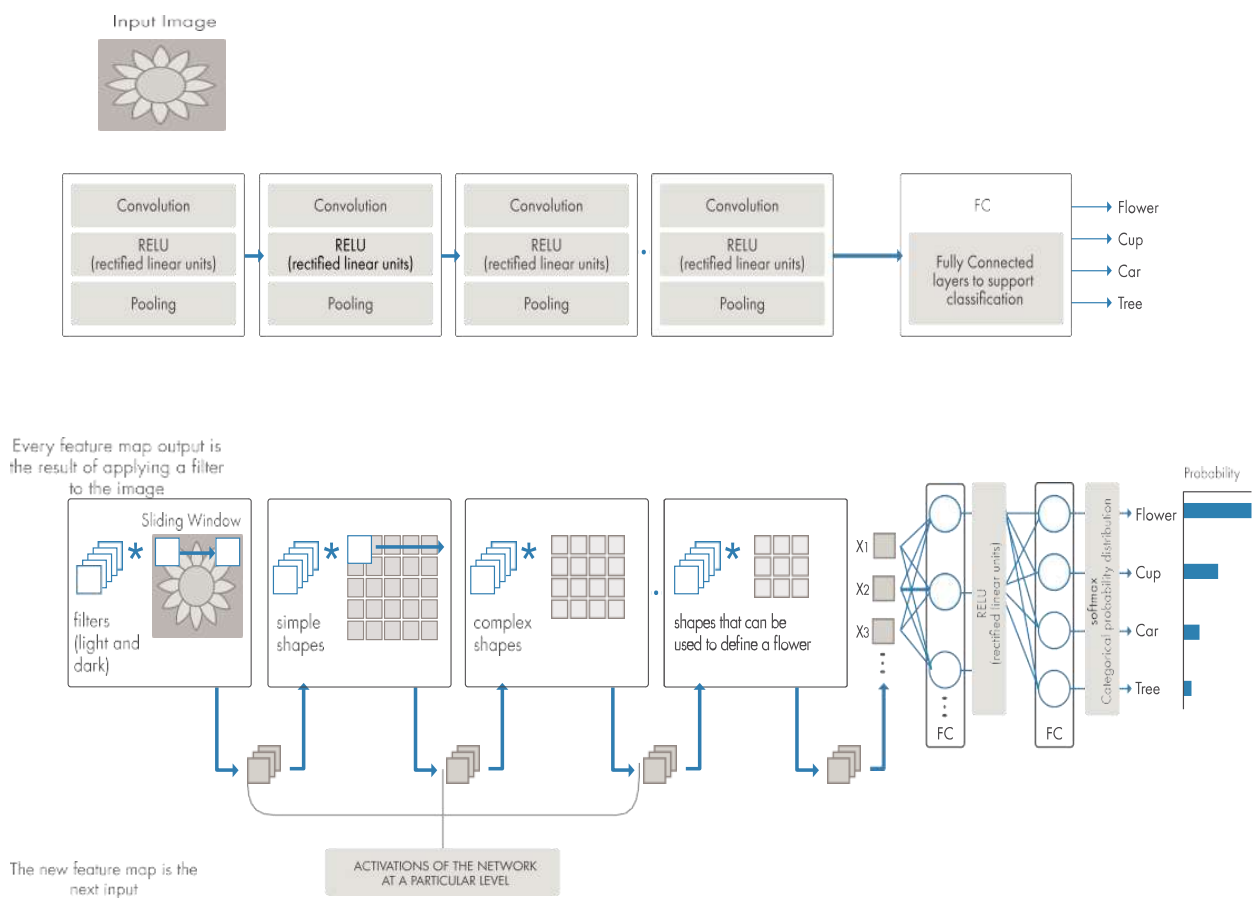 Input Image
Convolution
RELU
(rectified linear units)
Pooling
Convolution
RELU
(rectified linear units)
Pooling
Convolution
RELU
(rectified linear units)
Pooling
Convolution
RELU
(rectified linear units)
Pooling
FC
Fully Connected
layers to support
classification
Flower
Cup
Car
Tree
Every feature map output is
the result of applying a filter
to the image
Sliding Window
*
filters
(light and
dark)
*
simple
shapes
*
complex
shapes
*
shapes that can be
used to define a flower
X1
X2
X3
FC
RELU
(rectified linear units)
FC
softmax
Categorical probability distribution
Probability
Flower
Cup
Car
Tree
ACTIVATIONS OF THE NETWORK
AT A PARTICULAR LEVEL
The new feature map is the
next input